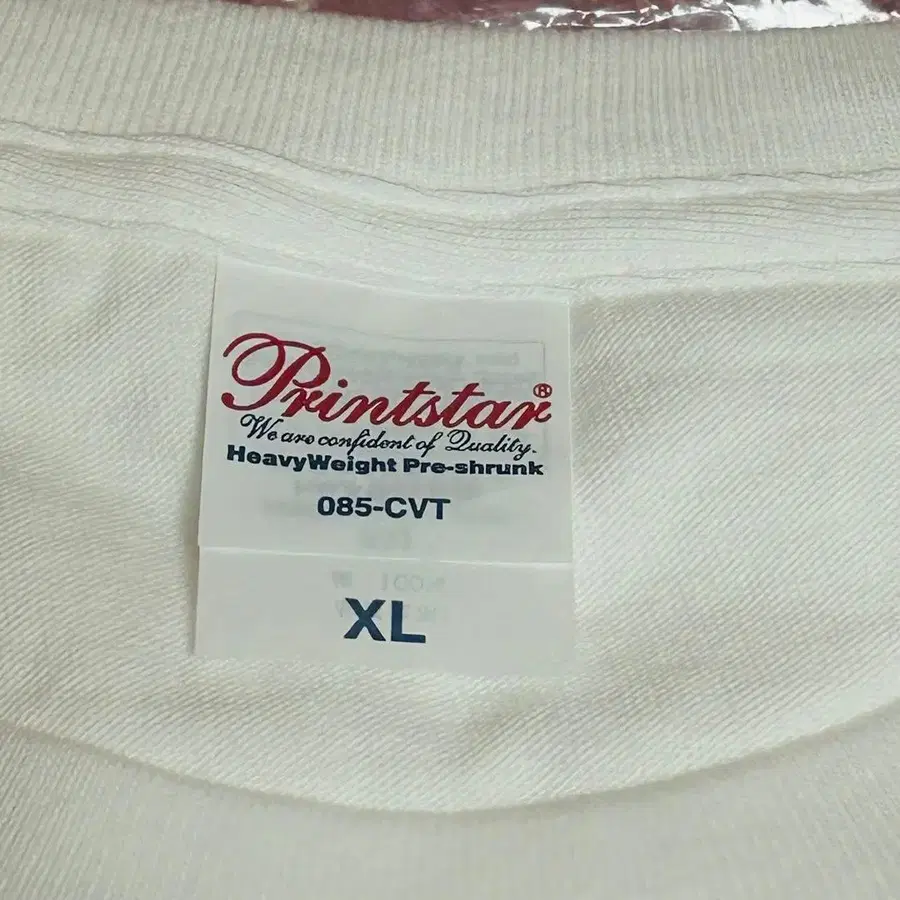 Printstar®
We are confident of Quality.
HeavyWeight Pre-shrunk
085-CVT
XL